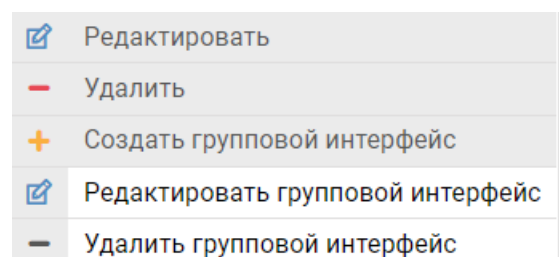 Редактировать
Удалить
Создать групповой интерфейс
Редактировать групповой интерфейс
Удалить групповой интерфейс